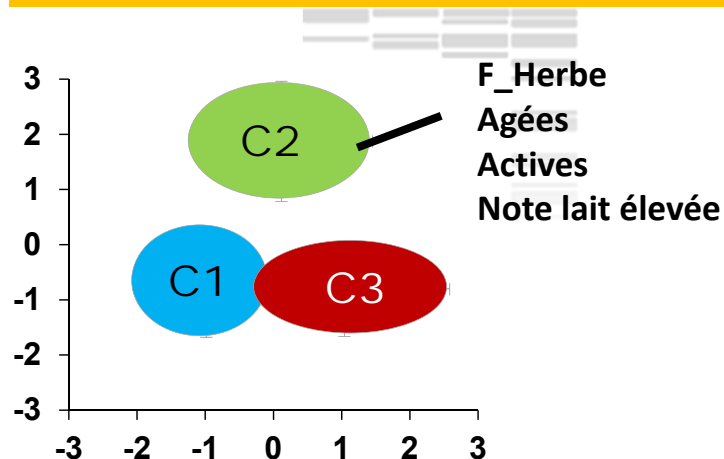 F_Herbe
Agées
Actives
Note lait élevée
3
2
1
0
-1
-2
-3
C2
C1
C3
-3 -2 -1 0 1 2 3